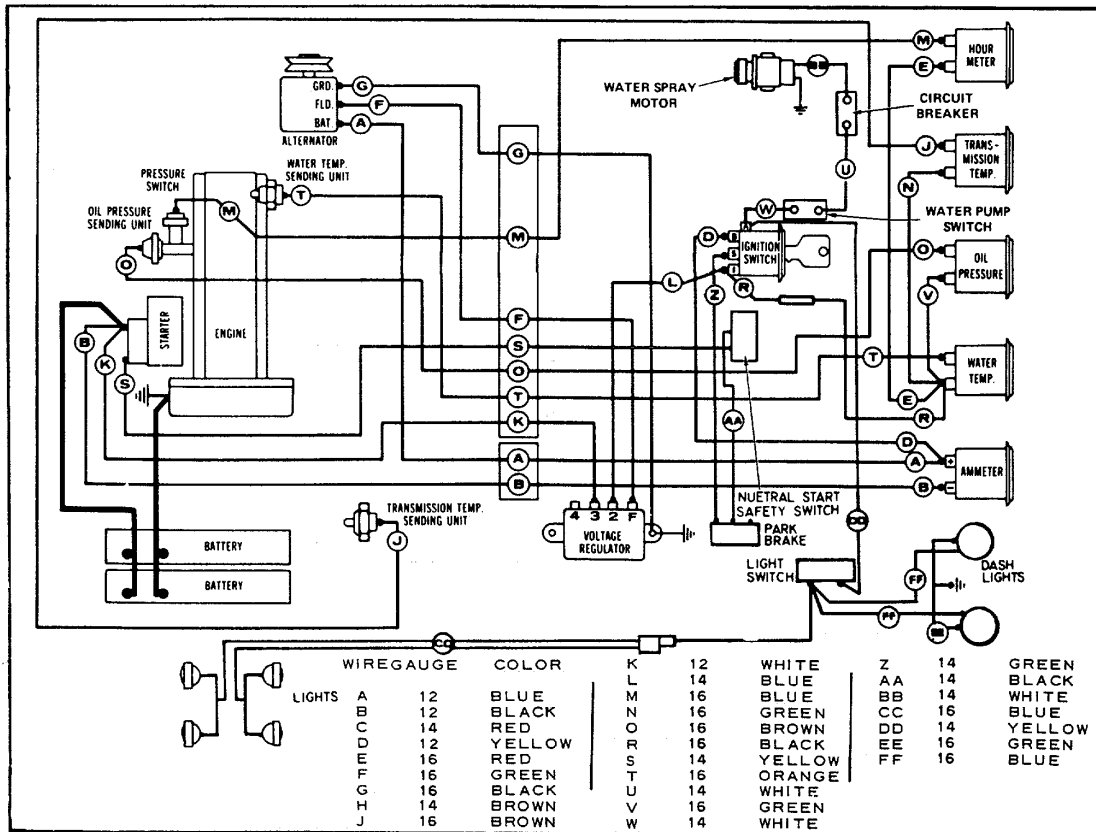 M
HOUR
METER
E
WATER SPRAY
MOTOR
CIRCUIT
BREAKER
GRD.
FLD.
BAT.
G
F
A
ALTERNATOR
G
J
TRANS-
MISSION
TEMP.
N
U
WATER TEMP.
SENDING UNIT
T
PRESSURE
SWITCH
OIL PRESSURE
SENDING UNIT
M
O
M
W
WATER PUMP
SWITCH
D
B
A
S
I
IGNITION
SWITCH
O
OIL
PRESSURE
V
L
Z
R
B
K
S
STARTER
ENGINE
F
S
O
T
K
T
WATER
TEMP.
E
R
AA
A
B
D
A
B
+
-
AMMETER
NUETRAL START
SAFETY SWITCH
TRANSMISSION TEMP.
SENDING UNIT
J
4 3 2 F
VOLTAGE
REGULATOR
PARK
BRAKE
DD
BATTERY
BATTERY
LIGHT
SWITCH
FF
FF
DASH
LIGHTS
LIGHTS
WIRE GAUGE COLOR
A 12 BLUE
B 12 BLACK
C 14 RED
D 12 YELLOW
E 16 RED
F 16 GREEN
G 16 BLACK
H 14 BROWN
J 16 BROWN
K 12 WHITE
L 14 BLUE
M 16 BLUE
N 16 GREEN
O 16 BROWN
R 16 BLACK
S 14 YELLOW
T 16 ORANGE
U 14 WHITE
V 16 GREEN
W 14 WHITE
Z 14 GREEN
AA 14 BLACK
BB 14 WHITE
CC 16 BLUE
DD 14 YELLOW
EE 16 GREEN
FF 16 BLUE